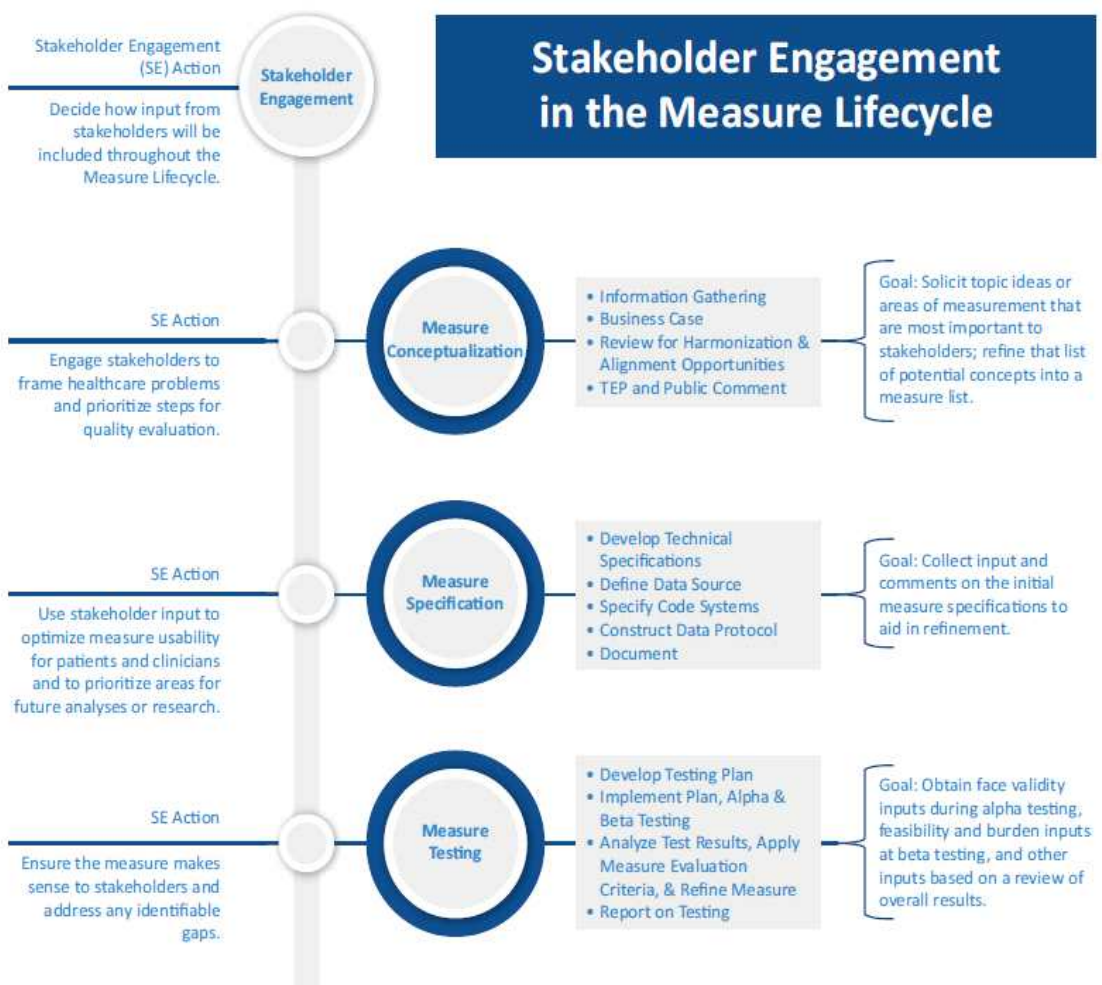 Stakeholder Engagement
in the Measure Lifecycle
Stakeholder Engagement
(SE) Action
Decide how input from
stakeholders will be
included throughout the
Measure Lifecycle.
Stakeholder
Engagement
SE Action
Engage stakeholders to
frame healthcare problems
and prioritize steps for
quality evaluation.
Measure
Conceptualization
• Information Gathering
• Business Case
• Review for Harmonization &
Alignment Opportunities
• TEP and Public Comment
Goal: Solicit topic ideas or
areas of measurement that
are most important to
stakeholders; refine that list
of potential concepts into a
measure list.
SE Action
Use stakeholder input to
optimize measure usability
for patients and clinicians
and to prioritize areas for
future analyses or research.
Measure
Specification
• Develop Technical
Specifications
• Define Data Source
• Specify Code Systems
• Construct Data Protocol
• Document
Goal: Collect input and
comments on the initial
measure specifications to
aid in refinement.
SE Action
Ensure the measure makes
sense to stakeholders and
address any identifiable
gaps.
Measure
Testing
• Develop Testing Plan
• Implement Plan, Alpha &
Beta Testing
• Analyze Test Results, Apply
Measure Evaluation
Criteria, & Refine Measure
• Report on Testing
Goal: Obtain face validity
inputs during alpha testing,
feasibility and burden inputs
at beta testing, and other
inputs based on a review of
overall results.